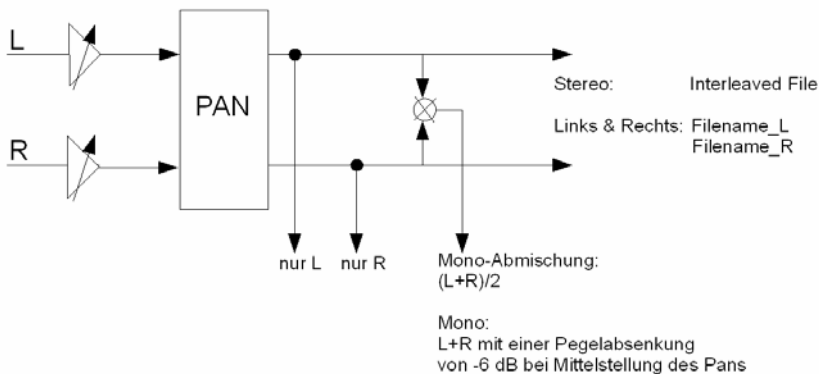 L
R
PAN
Stereo: Interleaved File
Links & Rechts: Filename_L
Filename_R
nur L
nur R
Mono-Abmischung:
(L+R)/2
Mono:
L+R mit einer Pegelabsenkung
von -6 dB bei Mittelstellung des Pans